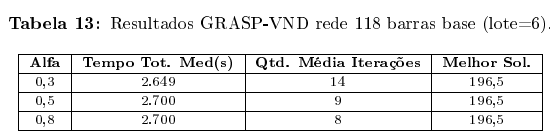 Tabela 13: Resultados GRASP-VND rede 118 barras base (lote=6).
Alfa Tempo Tot. Med(s) Qtd. Média Iterações Melhor Sol.
0,3 2.649 14 196,5
0,5 2.700 9 196,5
0,8 2.700 8 196,5